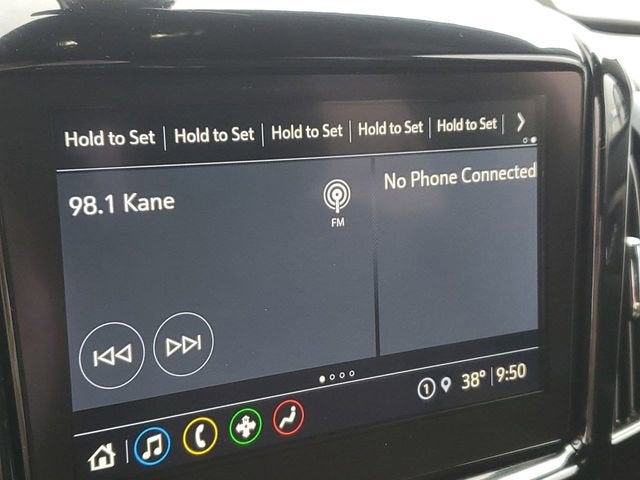 Hold to Set Hold to Set Hold to Set Hold to Set Hold to Set
98.1 Kane
FM
No Phone Connected
1 38° 9:50